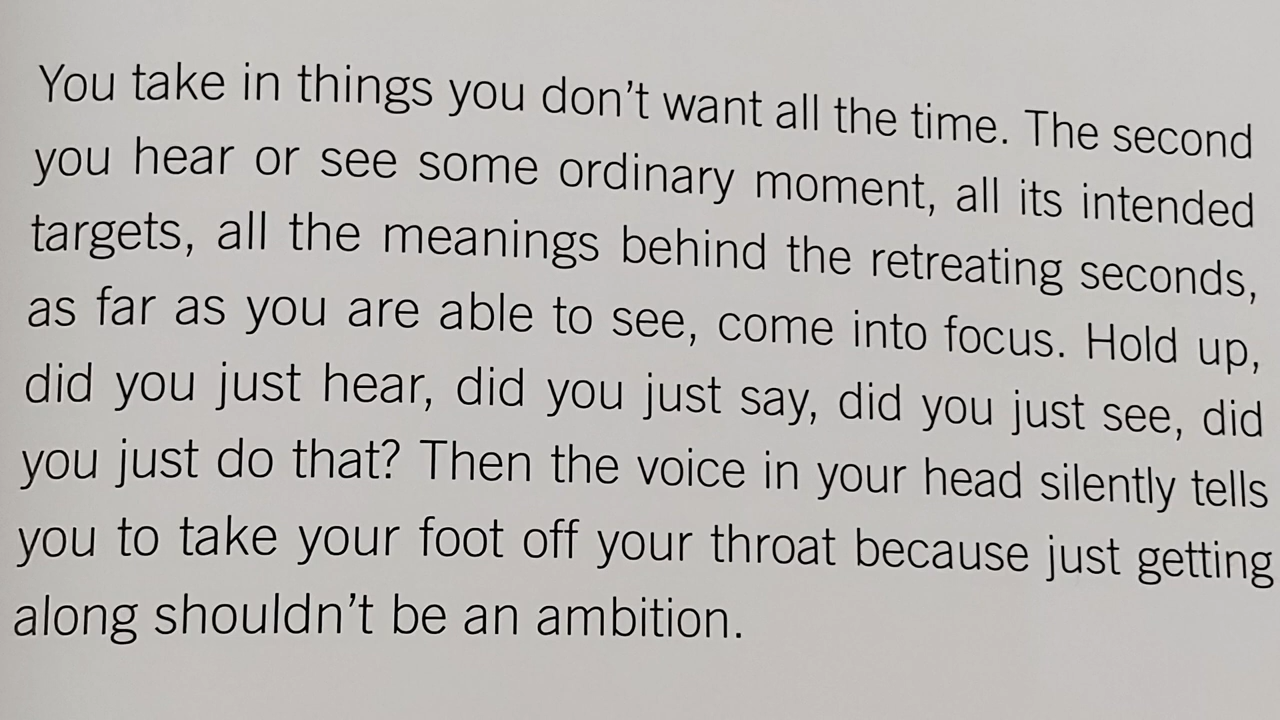 You take in things you don’t want all the time. The second
you hear or see some ordinary moment, all its intended
targets, all the meanings behind the retreating seconds,
as far as you are able to see, come into focus. Hold up,
did you just hear, did you just say, did you just see, did
you just do that? Then the voice in your head silently tells
you to take your foot off your throat because just getting
along shouldn’t be an ambition.